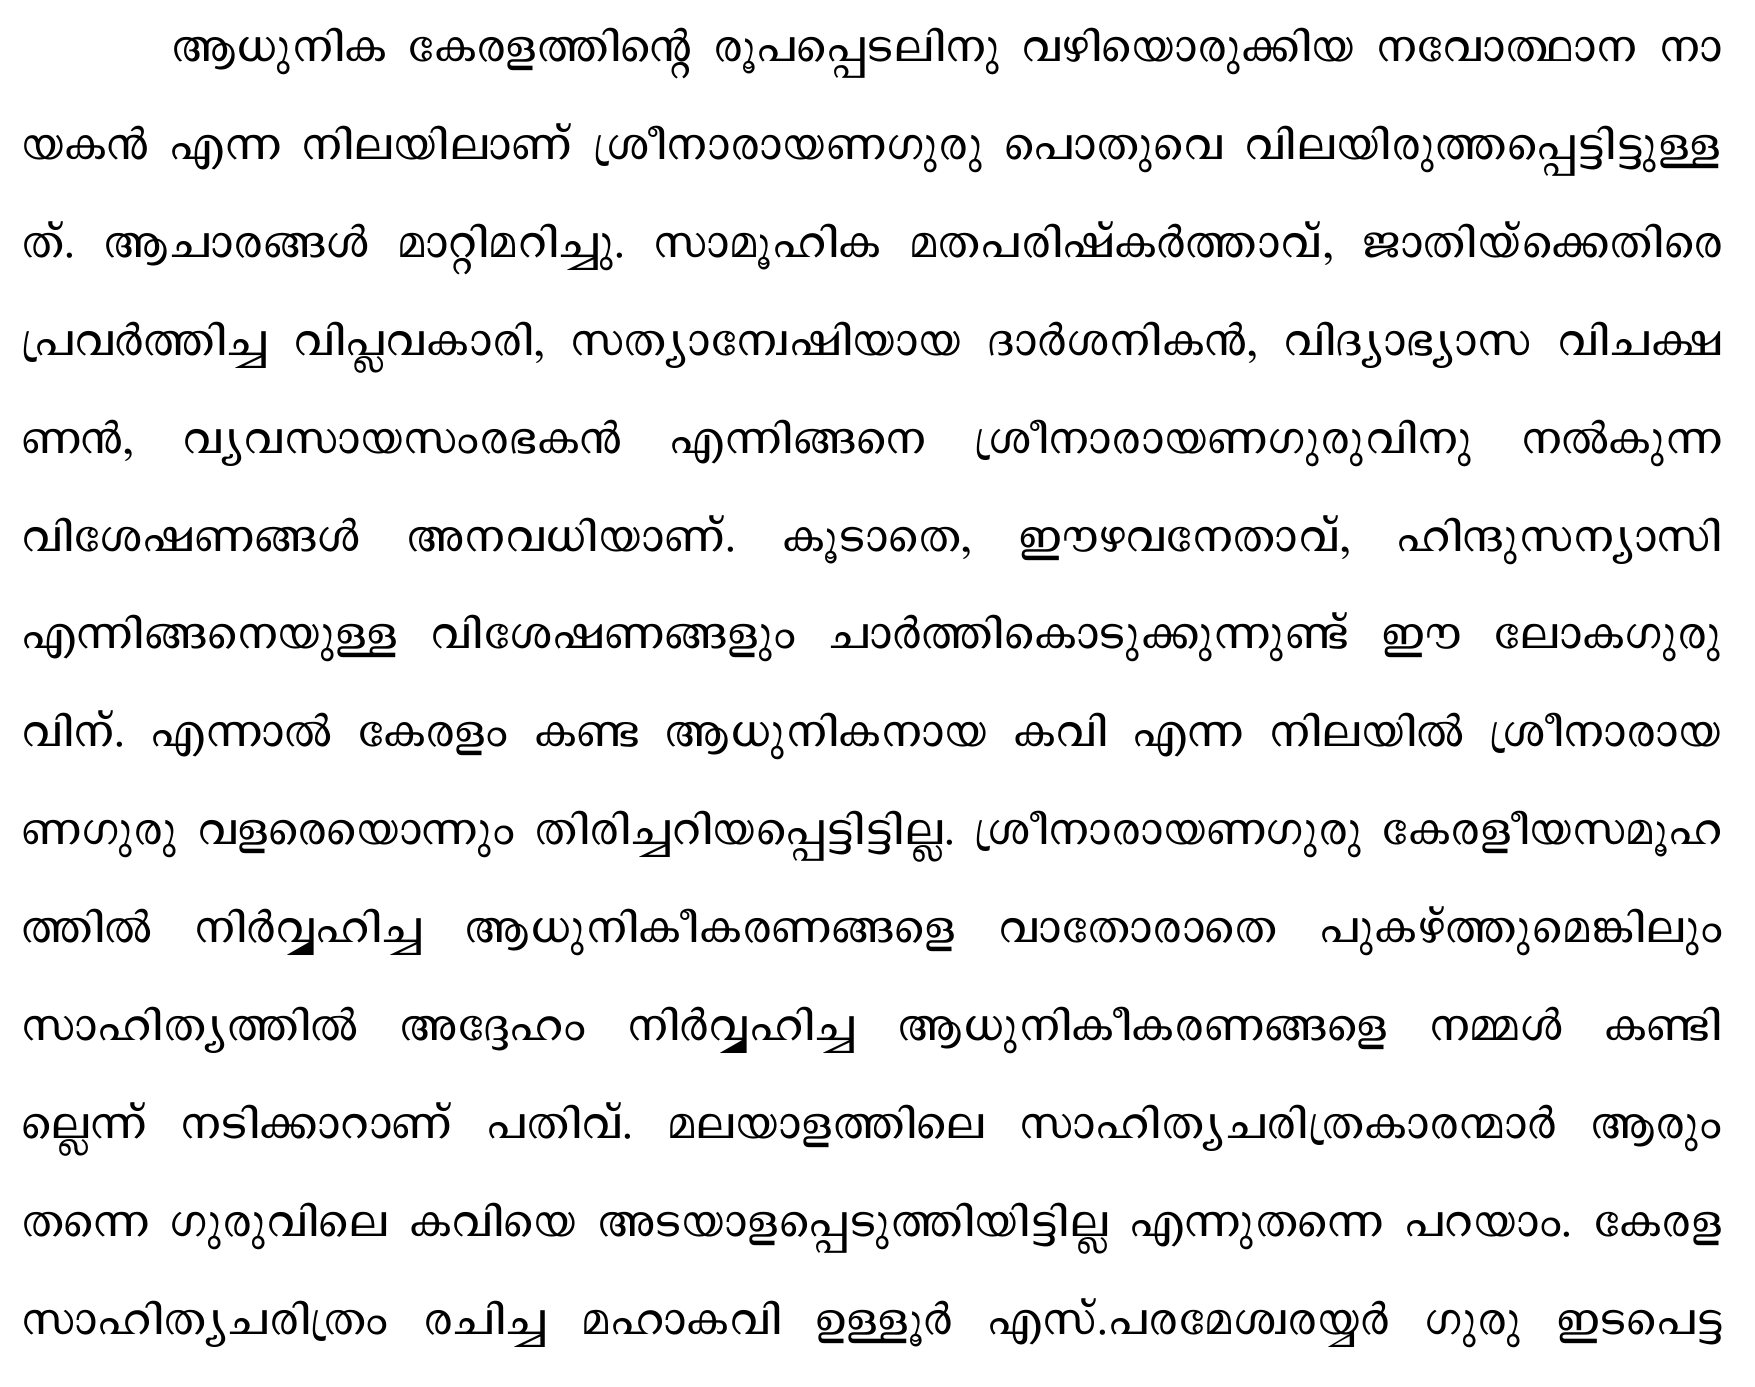 ആധുനിക കേരളത്തിന്റെ രൂപപ്പെടലിനു വഴിയൊരുക്കിയ നവോത്ഥാന നാ
യകൻ എന്ന നിലയിലാണ് ശ്രീനാരായണഗുരു പൊതുവെ വിലയിരുത്തപ്പെട്ടിട്ടുള്ള
ത്. ആചാരങ്ങൾ മാറ്റിമറിച്ചു. സാമൂഹിക മതപരിഷ്കർത്താവ്, ജാതിയ്ക്കെതിരെ
പ്രവർത്തിച്ച വിപ്ലവകാരി, സത്യാന്വേഷിയായ ദാർശനികൻ, വിദ്യാഭ്യാസ വിചക്ഷ
ണൻ, വ്യവസായസംരഭകൻ എന്നിങ്ങനെ ശ്രീനാരായണഗുരുവിനു നൽകുന്ന
വിശേഷണങ്ങൾ അനവധിയാണ്. കൂടാതെ, ഈഴവനേതാവ്, ഹിന്ദുസന്യാസി
എന്നിങ്ങനെയുള്ള വിശേഷണങ്ങളും ചാർത്തികൊടുക്കുന്നുണ്ട് ഈ ലോകഗുരു
വിന്. എന്നാൽ കേരളം കണ്ട ആധുനികനായ കവി എന്ന നിലയിൽ ശ്രീനാരായ
ണഗുരു വളരെയൊന്നും തിരിച്ചറിയപ്പെട്ടിട്ടില്ല. ശ്രീനാരായണഗുരു കേരളീയസമൂഹ
ത്തിൽ നിർവ്വഹിച്ച ആധുനികീകരണങ്ങളെ വാതോരാതെ പുകഴ്ത്തുമെങ്കിലും
സാഹിത്യത്തിൽ അദ്ദേഹം നിർവ്വഹിച്ച ആധുനികീകരണങ്ങളെ നമ്മൾ കണ്ടി
ല്ലെന്ന് നടിക്കാറാണ് പതിവ്. മലയാളത്തിലെ സാഹിത്യചരിത്രകാരന്മാർ ആരും
തന്നെ ഗുരുവിലെ കവിയെ അടയാളപ്പെടുത്തിയിട്ടില്ല എന്നുതന്നെ പറയാം. കേരള
സാഹിത്യചരിത്രം രചിച്ച മഹാകവി ഉള്ളൂർ എസ്.പരമേശ്വരയ്യർ ഗുരു ഇടപെട്ട